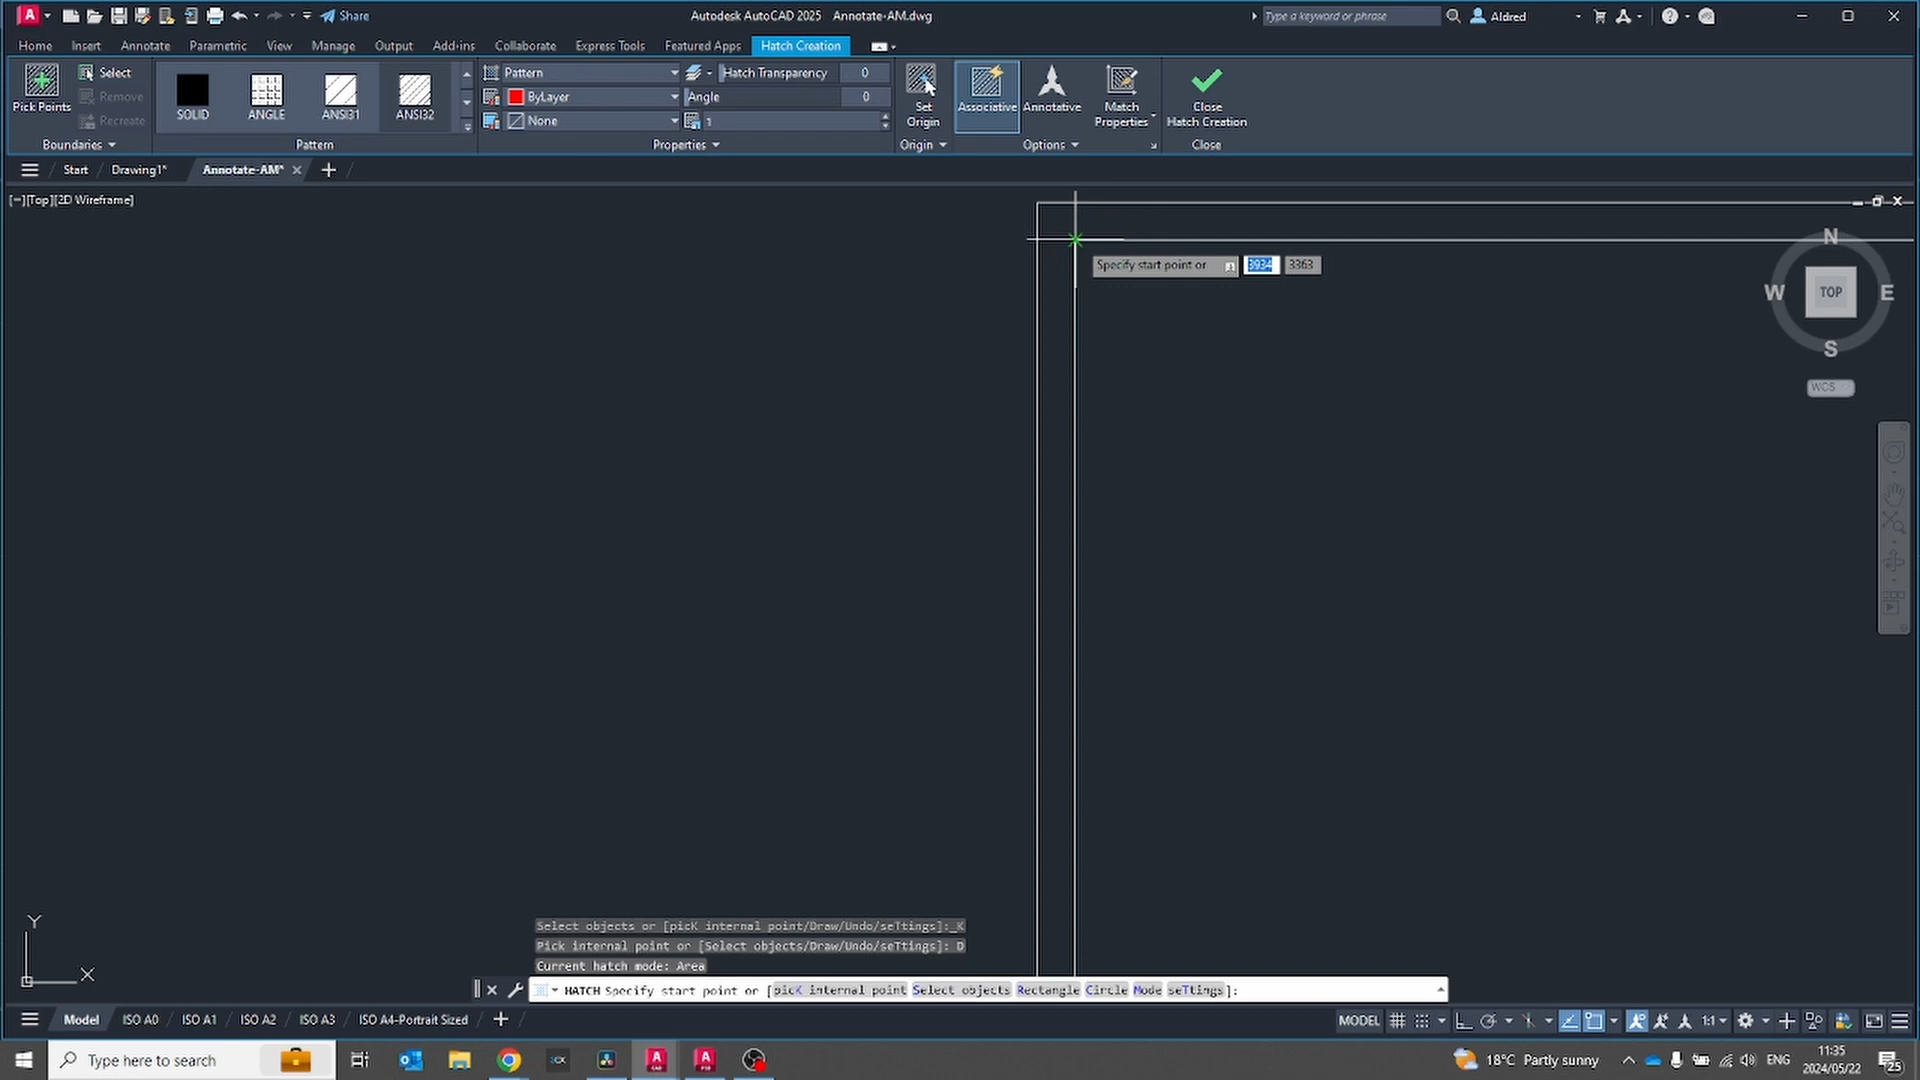 Share
Autodesk AutoCAD 2025 Annotate-AM.dwg
Type a keyword or phrase
Aldred
Home Insert Annotate Parametric View Manage Output Add-ins Collaborate Express Tools Featured Apps Hatch Creation
Pick Points
Select
Remove
Recreate
Boundaries
SOLID ANGLE ANSI31 ANSI32
Pattern
Pattern
ByLayer
None
Hatch Transparency 0
Angle 0
1
Properties
Set
Origin
Origin
Associative
Annotative
Match
Properties
Options
Close
Hatch Creation
Close
Start Drawing1* Annotate-AM*
[−][Top][2D Wireframe]
Specify start point or 3934 3363
N
W TOP E
S
WCS
Y
X
Select objects or [picK internal point/Draw/Undo/seTtings]:_K
Pick internal point or [Select objects/Draw/Undo/seTtings]: D
Current hatch mode: Area
HATCH Specify start point or [picK internal point Select objects Rectangle Circle Mode seTtings]:
Model ISO A0 ISO A1 ISO A2 ISO A3 ISO A4-Portrait Sized
MODEL 1:1
Type here to search
18°C Partly sunny
ENG
11:35
2024/05/22
25